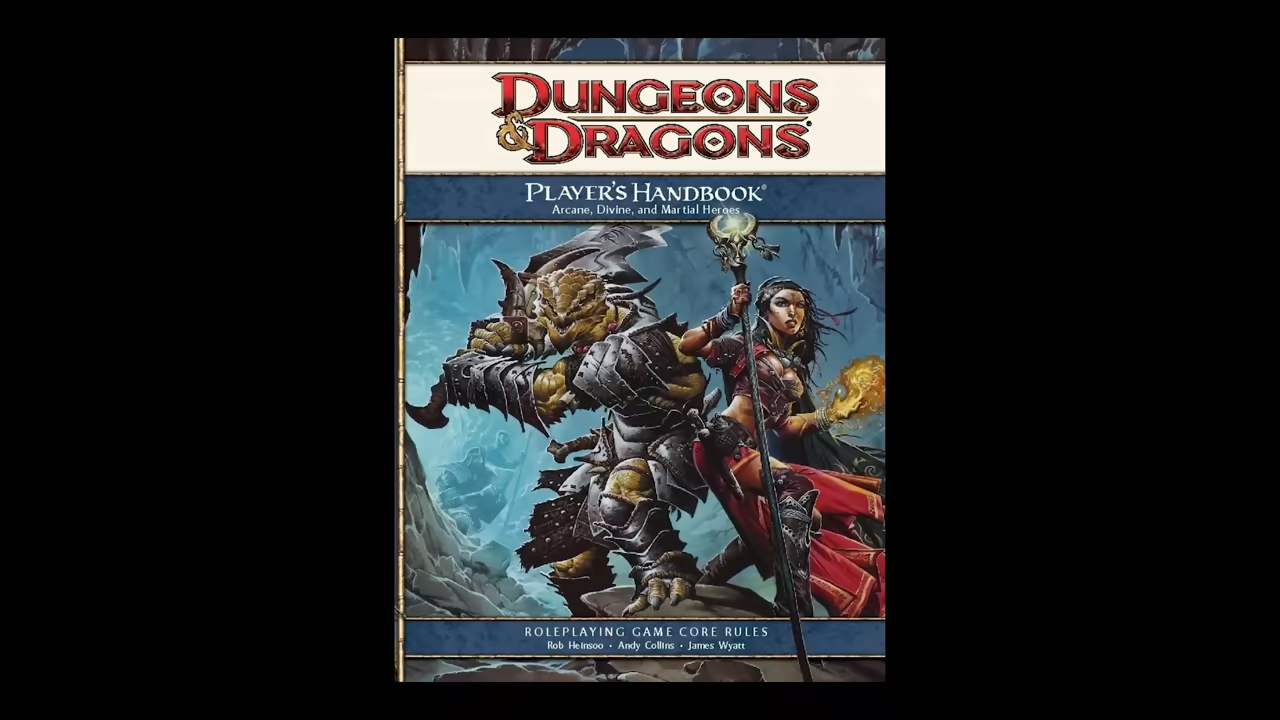 DUNGEONS
& DRAGONS®
PLAYER'S HANDBOOK®
Arcane, Divine, and Martial Heroes
ROLEPLAYING GAME CORE RULES
Rob Heinsoo • Andy Collins • James Wyatt